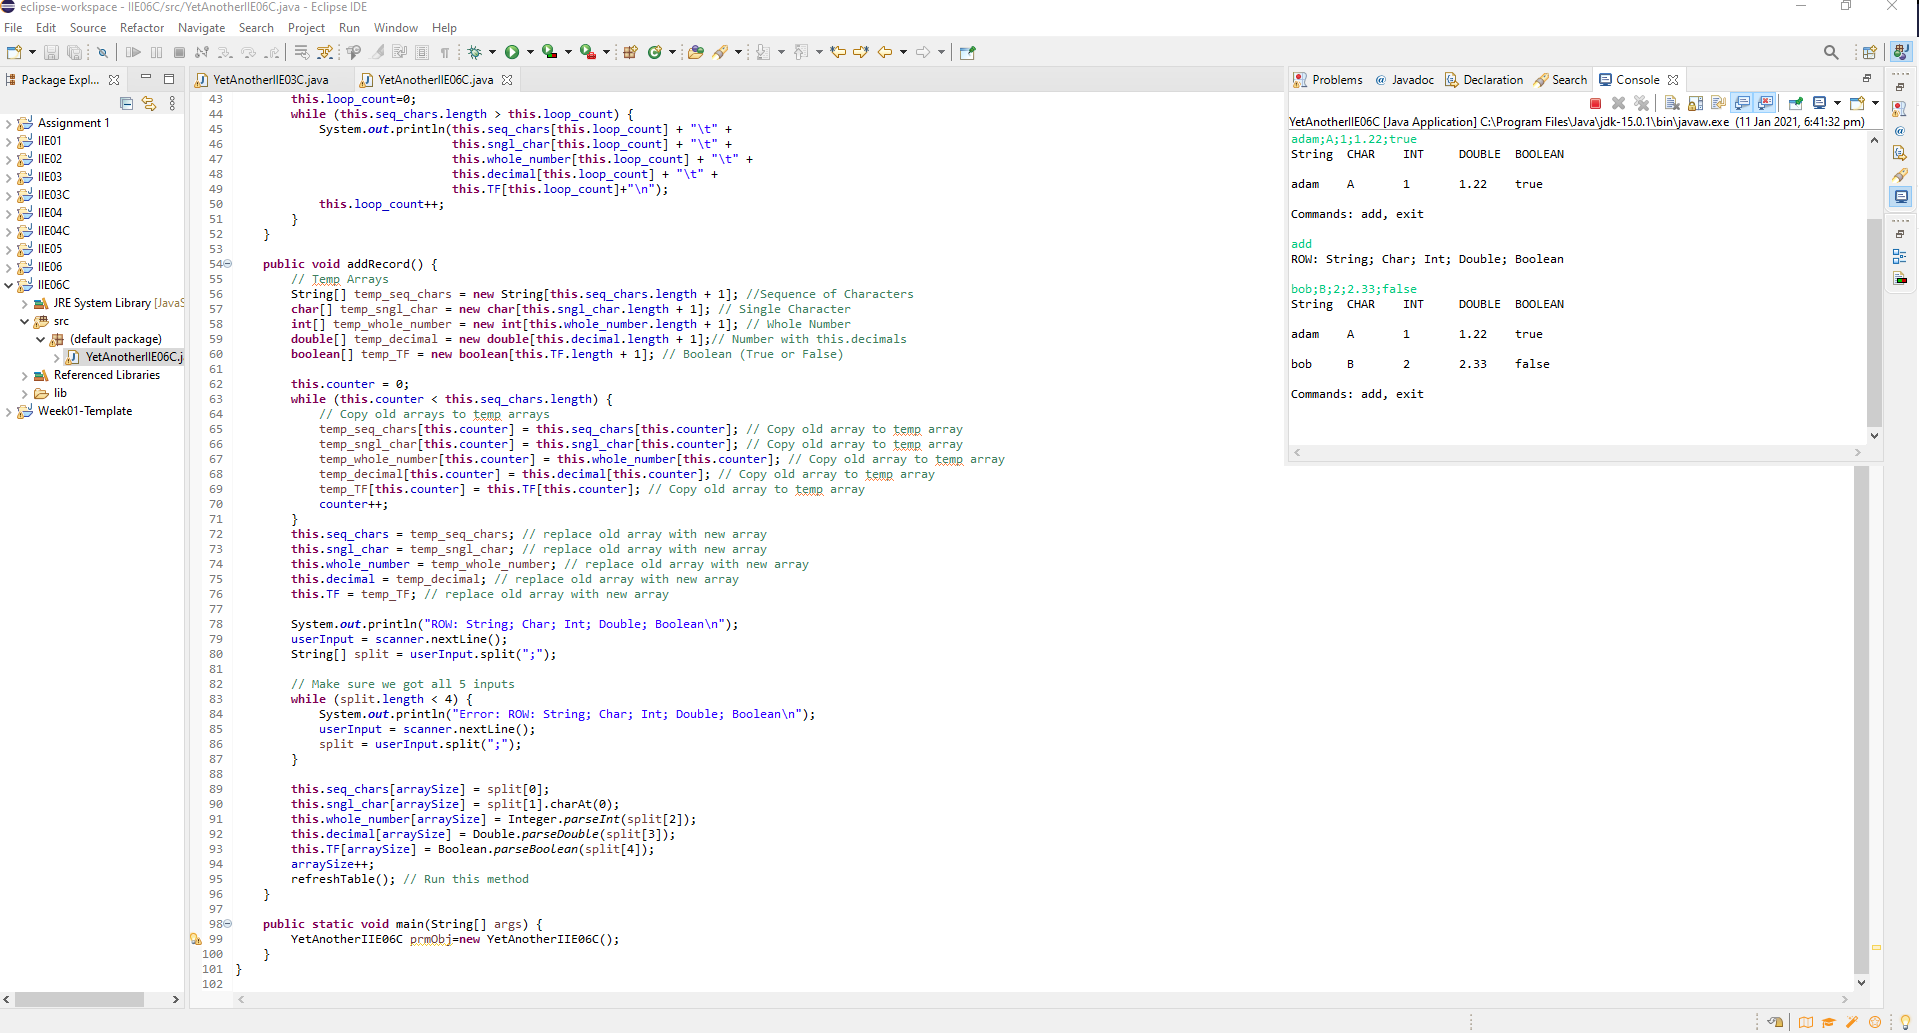 eclipse-workspace - IIE06C/src/YetAnotherIIE06C.java - Eclipse IDE
File Edit Source Refactor Navigate Search Project Run Window Help
Package Expl...
Assignment 1
IIE01
IIE02
IIE03
IIE03C
IIE04
IIE04C
IIE05
IIE06
IIE06C
JRE System Library [JavaS
src
(default package)
YetAnotherIIE06C.j
Referenced Libraries
lib
Week01-Template
YetAnotherIIE03C.java YetAnotherIIE06C.java
43 this.loop_count=0;
44 while (this.seq_chars.length > this.loop_count) {
45 System.out.println(this.seq_chars[this.loop_count] + "\t" +
46 this.sngl_char[this.loop_count] + "\t" +
47 this.whole_number[this.loop_count] + "\t" +
48 this.decimal[this.loop_count] + "\t" +
49 this.TF[this.loop_count]+"\n");
50 this.loop_count++;
51 }
52 }
53
54 public void addRecord() {
55 // Temp Arrays
56 String[] temp_seq_chars = new String[this.seq_chars.length + 1]; //Sequence of Characters
57 char[] temp_sngl_char = new char[this.sngl_char.length + 1]; // Single Character
58 int[] temp_whole_number = new int[this.whole_number.length + 1]; // Whole Number
59 double[] temp_decimal = new double[this.decimal.length + 1];// Number with this.decimals
60 boolean[] temp_TF = new boolean[this.TF.length + 1]; // Boolean (True or False)
61
62 this.counter = 0;
63 while (this.counter < this.seq_chars.length) {
64 // Copy old arrays to temp arrays
65 temp_seq_chars[this.counter] = this.seq_chars[this.counter]; // Copy old array to temp array
66 temp_sngl_char[this.counter] = this.sngl_char[this.counter]; // Copy old array to temp array
67 temp_whole_number[this.counter] = this.whole_number[this.counter]; // Copy old array to temp array
68 temp_decimal[this.counter] = this.decimal[this.counter]; // Copy old array to temp array
69 temp_TF[this.counter] = this.TF[this.counter]; // Copy old array to temp array
70 counter++;
71 }
72 this.seq_chars = temp_seq_chars; // replace old array with new array
73 this.sngl_char = temp_sngl_char; // replace old array with new array
74 this.whole_number = temp_whole_number; // replace old array with new array
75 this.decimal = temp_decimal; // replace old array with new array
76 this.TF = temp_TF; // replace old array with new array
77
78 System.out.println("ROW: String; Char; Int; Double; Boolean\n");
79 userInput = scanner.nextLine();
80 String[] split = userInput.split(";");
81
82 // Make sure we got all 5 inputs
83 while (split.length < 4) {
84 System.out.println("Error: ROW: String; Char; Int; Double; Boolean\n");
85 userInput = scanner.nextLine();
86 split = userInput.split(";");
87 }
88
89 this.seq_chars[arraySize] = split[0];
90 this.sngl_char[arraySize] = split[1].charAt(0);
91 this.whole_number[arraySize] = Integer.parseInt(split[2]);
92 this.decimal[arraySize] = Double.parseDouble(split[3]);
93 this.TF[arraySize] = Boolean.parseBoolean(split[4]);
94 arraySize++;
95 refreshTable(); // Run this method
96 }
97
98 public static void main(String[] args) {
99 YetAnotherIIE06C prmObj=new YetAnotherIIE06C();
100 }
101 }
102
Problems Javadoc Declaration Search Console
YetAnotherIIE06C [Java Application] C:\Program Files\Java\jdk-15.0.1\bin\javaw.exe (11 Jan 2021, 6:41:32 pm)
adam;A;1;1.22;true
String CHAR INT DOUBLE BOOLEAN
adam A 1 1.22 true
Commands: add, exit
add
ROW: String; Char; Int; Double; Boolean
bob;B;2;2.33;false
String CHAR INT DOUBLE BOOLEAN
adam A 1 1.22 true
bob B 2 2.33 false
Commands: add, exit